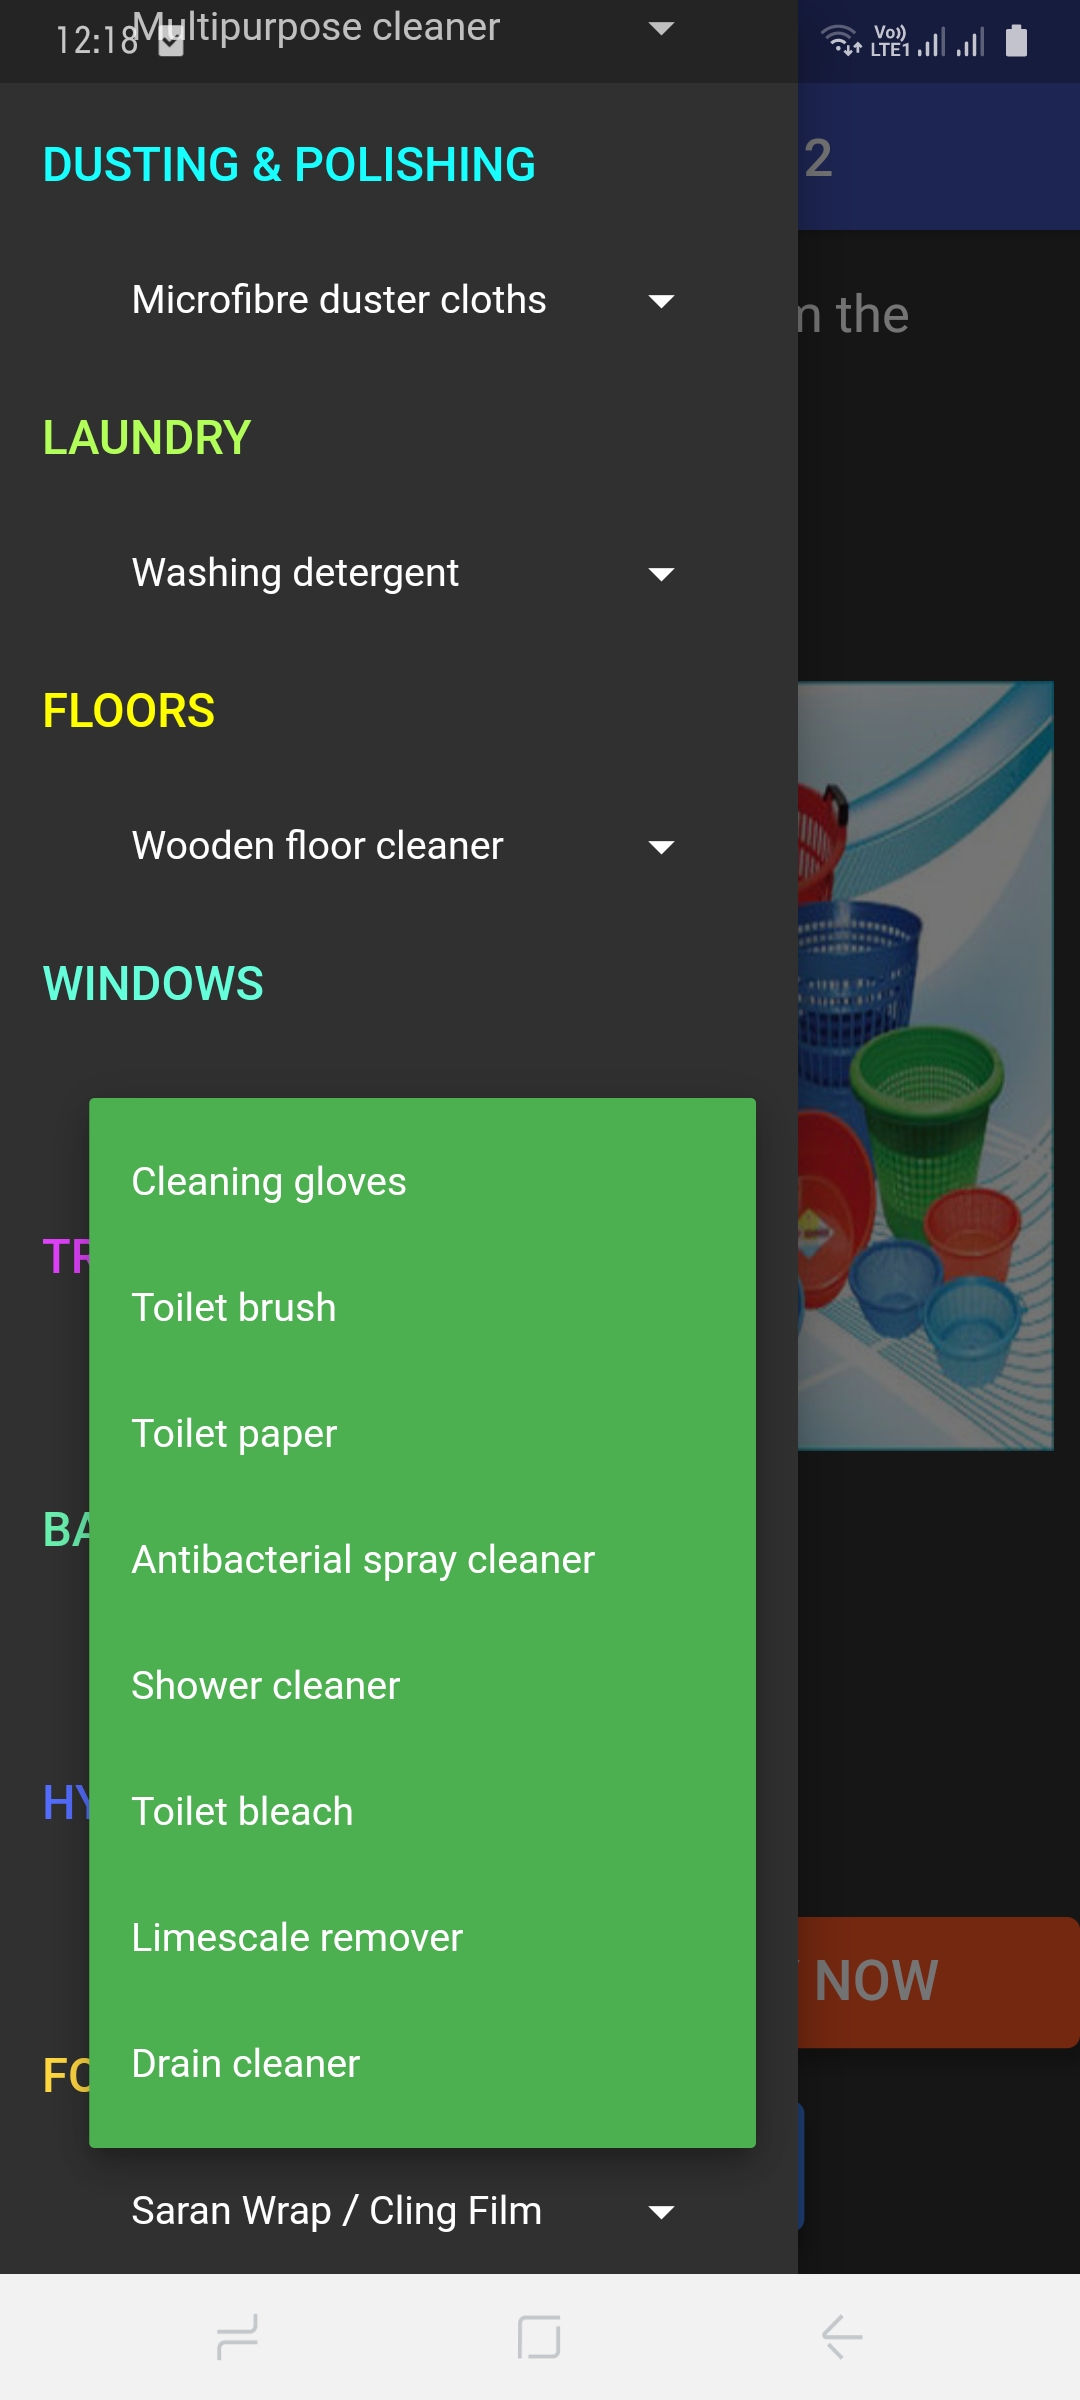 12:18
Multipurpose cleaner
Vo))
LTE1
DUSTING & POLISHING
2
Microfibre duster cloths
m the
LAUNDRY
Washing detergent
FLOORS
Wooden floor cleaner
WINDOWS
Cleaning gloves
TR
Toilet brush
Toilet paper
BA
Antibacterial spray cleaner
Shower cleaner
HY
Toilet bleach
Limescale remover
NOW
FO
Drain cleaner
Saran Wrap / Cling Film